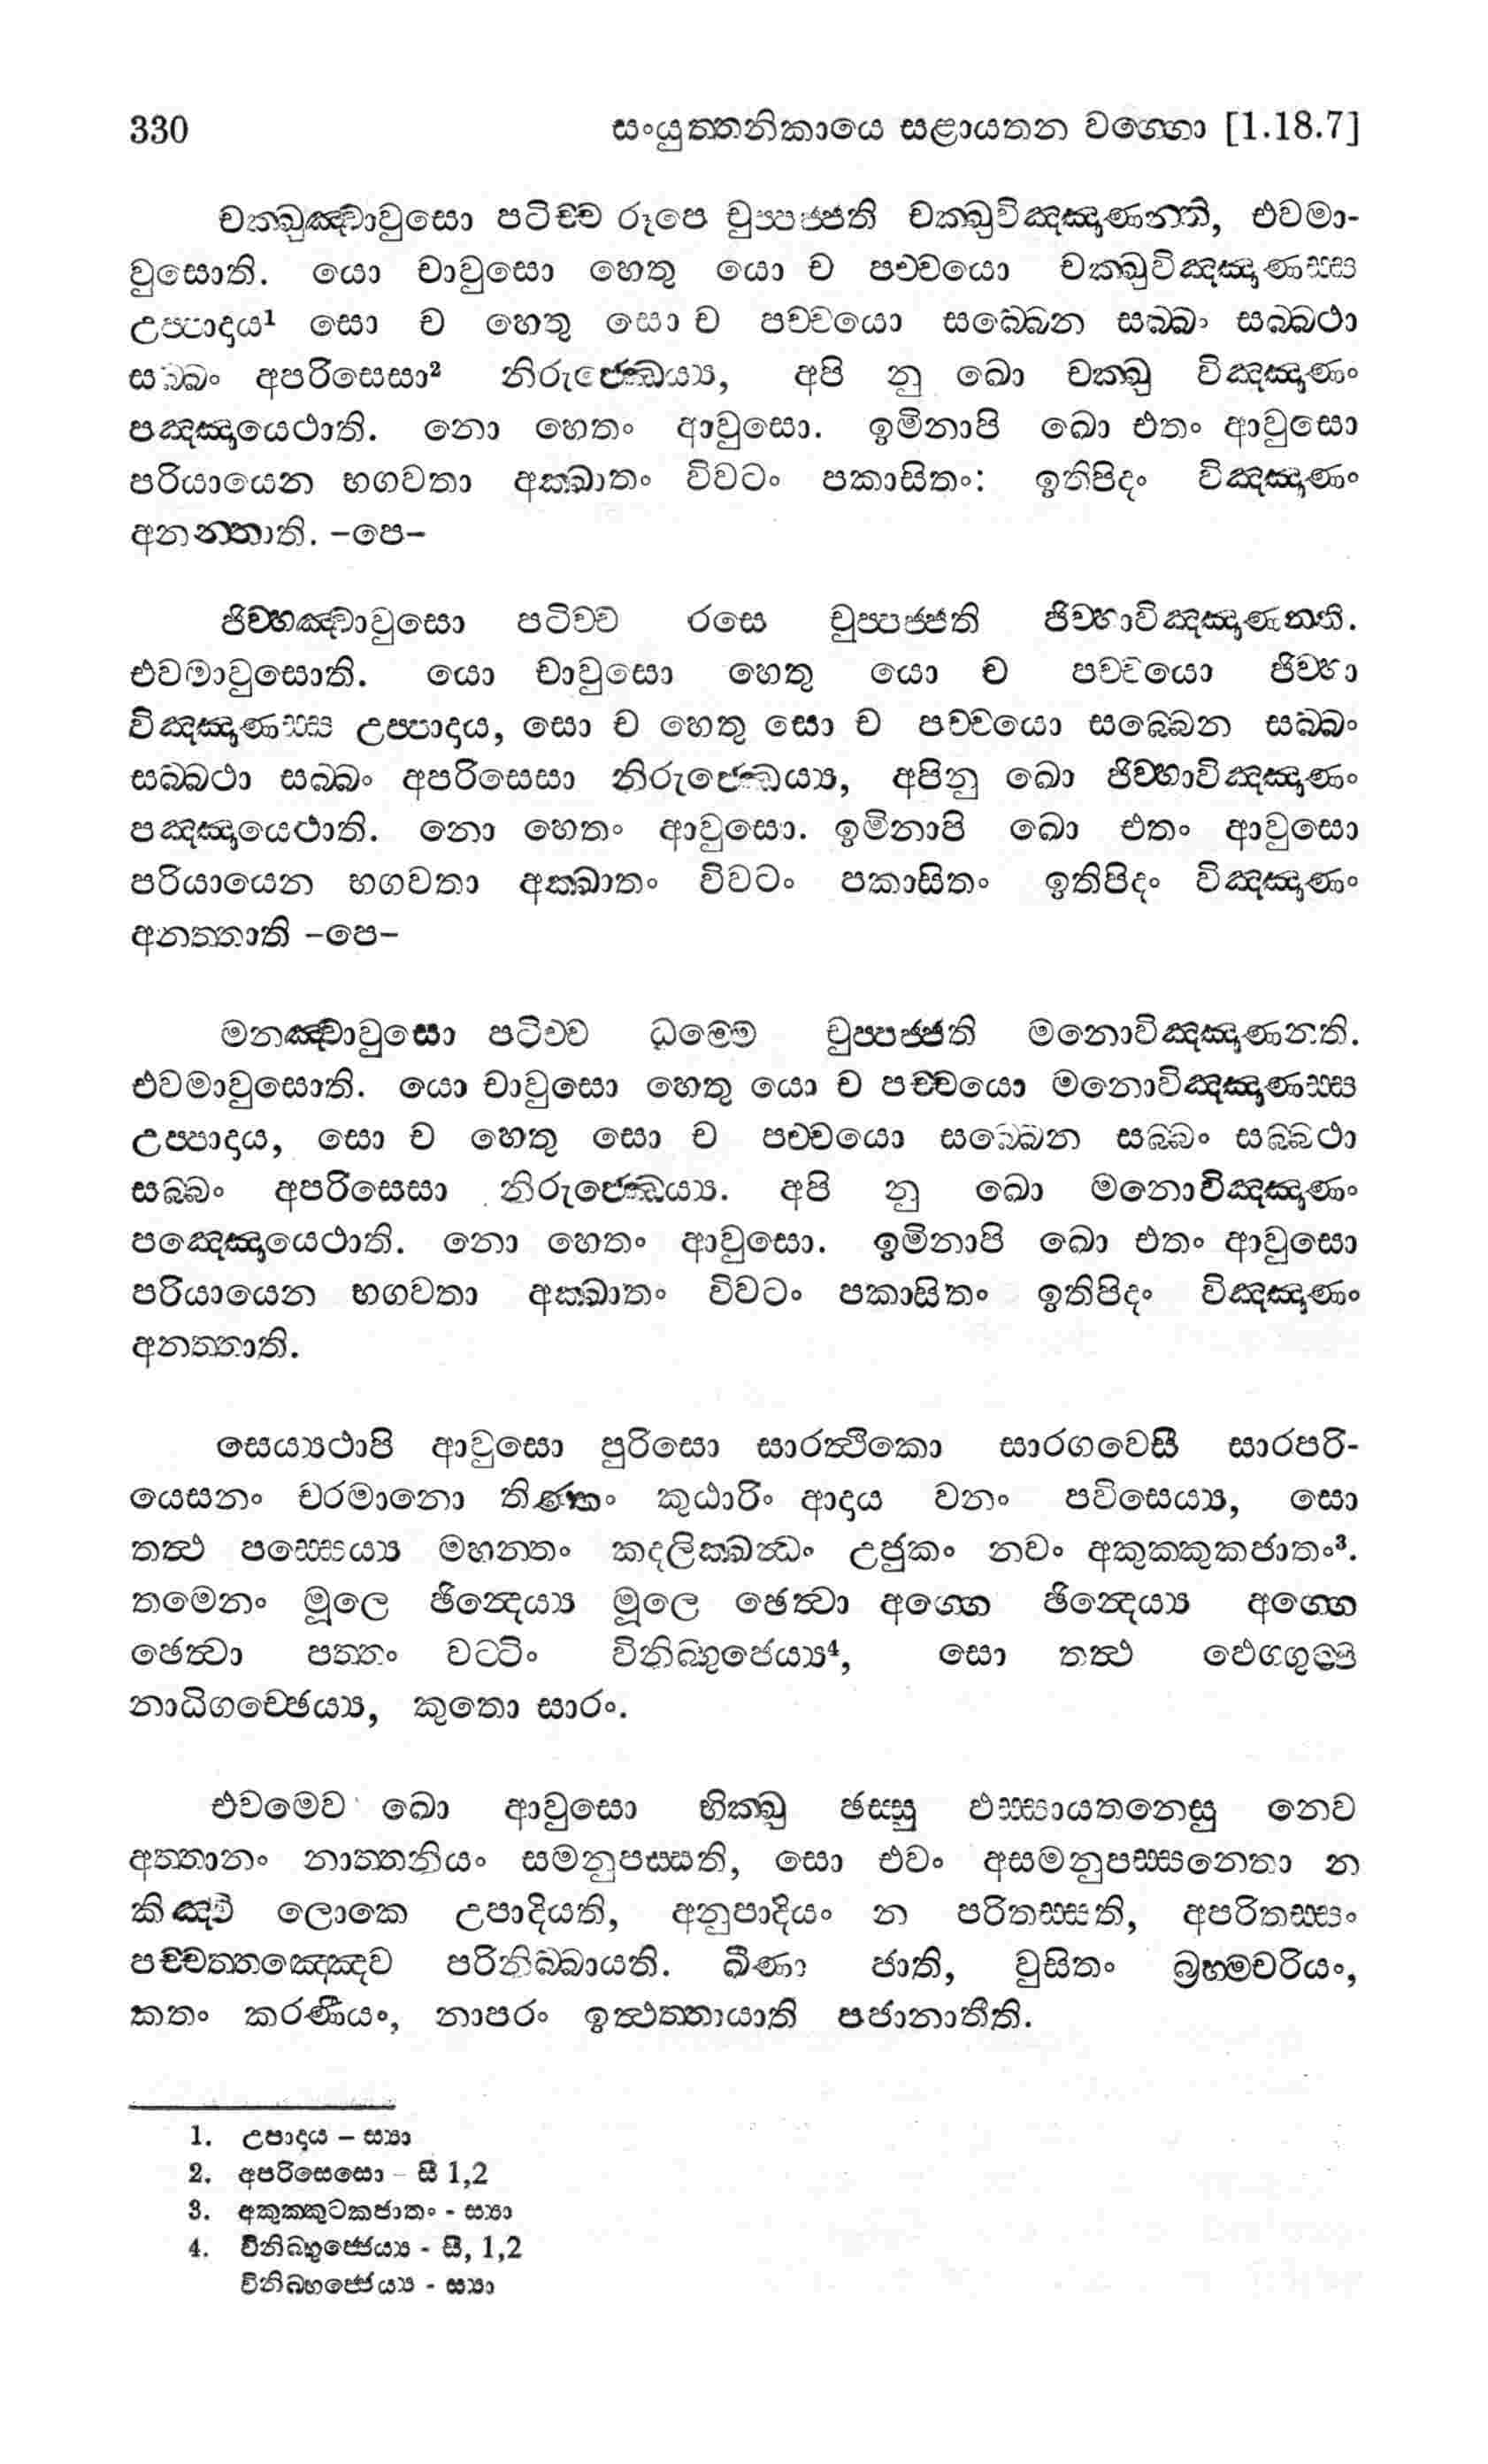 330 සංයුත්තනිකායෙ සළායතන වග්ගො [1.18.7]
චක්ඛුඤ්චාවුසො පටිච්ච රූපෙ චුප්පජ්ජති චක්ඛුවිඤ්ඤාණන්ති, එවමා-
වුසොති. යො චාවුසො හෙතු යො ච පච්චයො චක්ඛුවිඤ්ඤාණස්ස
උප්පාදාය¹ සො ච හෙතු සො ච පච්චයො සබ්බෙන සබ්බං සබ්බථා
සබ්බං අපරිසෙසා² නිරුජ්ඣෙය්‍ය, අපි නු ඛො චක්ඛු විඤ්ඤාණං
පඤ්ඤායෙථාති. නො හෙතං ආවුසො. ඉමිනාපි ඛො එතං ආවුසො
පරියායෙන භගවතා අක්ඛාතං විවටං පකාසිතං: ඉතිපිදං විඤ්ඤාණං
අනත්තාති. -පෙ-
ජිව්හඤ්චාවුසො පටිච්ච රසෙ චුප්පජ්ජති ජිව්හාවිඤ්ඤාණන්ති.
එවමාවුසොති. යො චාවුසො හෙතු යො ච පච්චයො ජිව්හා
විඤ්ඤාණස්ස උප්පාදාය, සො ච හෙතු සො ච පච්චයො සබ්බෙන සබ්බං
සබ්බථා සබ්බං අපරිසෙසා නිරුජ්ඣෙය්‍ය, අපිනු ඛො ජිව්හාවිඤ්ඤාණං
පඤ්ඤායෙථාති. නො හෙතං ආවුසො. ඉමිනාපි ඛො එතං ආවුසො
පරියායෙන භගවතා අක්ඛාතං විවටං පකාසිතං ඉතිපිදං විඤ්ඤාණං
අනත්තාති -පෙ-
මනඤ්චාවුසො පටිච්ච ධම්මෙ චුප්පජ්ජති මනොවිඤ්ඤාණන්ති.
එවමාවුසොති. යො චාවුසො හෙතු යො ච පච්චයො මනොවිඤ්ඤාණස්ස
උප්පාදාය, සො ච හෙතු සො ච පච්චයො සබ්බෙන සබ්බං සබ්බථා
සබ්බං අපරිසෙසා නිරුජ්ඣෙය්‍ය. අපි නු ඛො මනොවිඤ්ඤාණං
පඤ්ඤෙයෙථාති. නො හෙතං ආවුසො. ඉමිනාපි ඛො එතං ආවුසො
පරියායෙන භගවතා අක්ඛාතං විවටං පකාසිතං ඉතිපිදං විඤ්ඤාණං
අනත්තාති.
සෙය්‍යථාපි ආවුසො පුරිසො සාරත්ථිකො සාරගවෙසී සාරපරි-
යෙසනං චරමානො තිණ්හං කුඨාරිං ආදාය වනං පවිසෙය්‍ය, සො
තත්ථ පස්සෙය්‍ය මහන්තං කදලික්ඛන්ධං උජුකං නවං අකුක්කුකජාතං³.
තමෙනං මූලෙ ඡින්දෙය්‍ය මූලෙ ඡෙත්වා අග්ගෙ ඡින්දෙය්‍ය අග්ගෙ
ඡෙත්වා පත්තං වට්ටිං විනිබ්භුජෙය්‍ය⁴, සො තත්ථ ඵෙග්ගුම්පි
නාධිගච්ඡෙය්‍ය, කුතො සාරං.
එවමෙව ඛො ආවුසො භික්ඛු ඡස්සු ඵස්සායතනෙසු නෙව
අත්තානං නාත්තනියං සමනුපස්සති, සො එවං අසමනුපස්සන්තො න
කිඤ්චි ලොකෙ උපාදියති, අනුපාදියං න පරිතස්සති, අපරිතස්සං
පච්චත්තඤ්ඤෙව පරිනිබ්බායති. ඛීණා ජාති, වුසිතං බ්‍රහ්මචරියං,
කතං කරණීයං, නාපරං ඉත්ථත්තායාති පජානාතීති.
1. උපාදාය – ස්‍යා
2. අපරිසෙසො – සී 1,2
3. අකුක්කුටකජාතං - ස්‍යා
4. විනිබ්භුජ්ජෙය්‍ය - සී, 1,2
විනිබ්භජ්ජෙය්‍ය - ස්‍යා